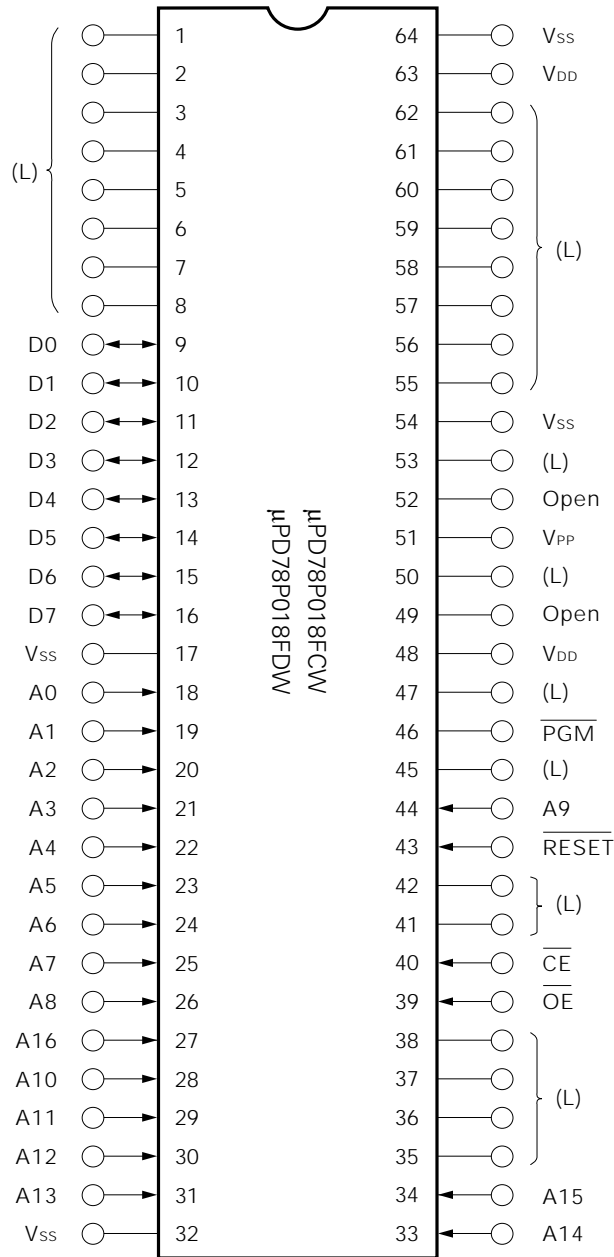 (L)
1 64 VSS
2 63 VDD
3 62
4 61
5 60
6 59
7 58
8 57
(L)
D0 9 56
D1 10 55
D2 11 54 VSS
D3 12 53 (L)
D4 13 52 Open
D5 14 51 VPP
D6 15 50 (L)
D7 16 49 Open
VSS 17 48 VDD
A0 18 47 (L)
A1 19 46 PGM
A2 20 45 (L)
A3 21 44 A9
A4 22 43 RESET
A5 23 42
A6 24 41
(L)
A7 25 40 CE
A8 26 39 OE
A16 27 38
A10 28 37
A11 29 36
A12 30 35
(L)
A13 31 34 A15
VSS 32 33 A14
µPD78P018FCW
µPD78P018FDW